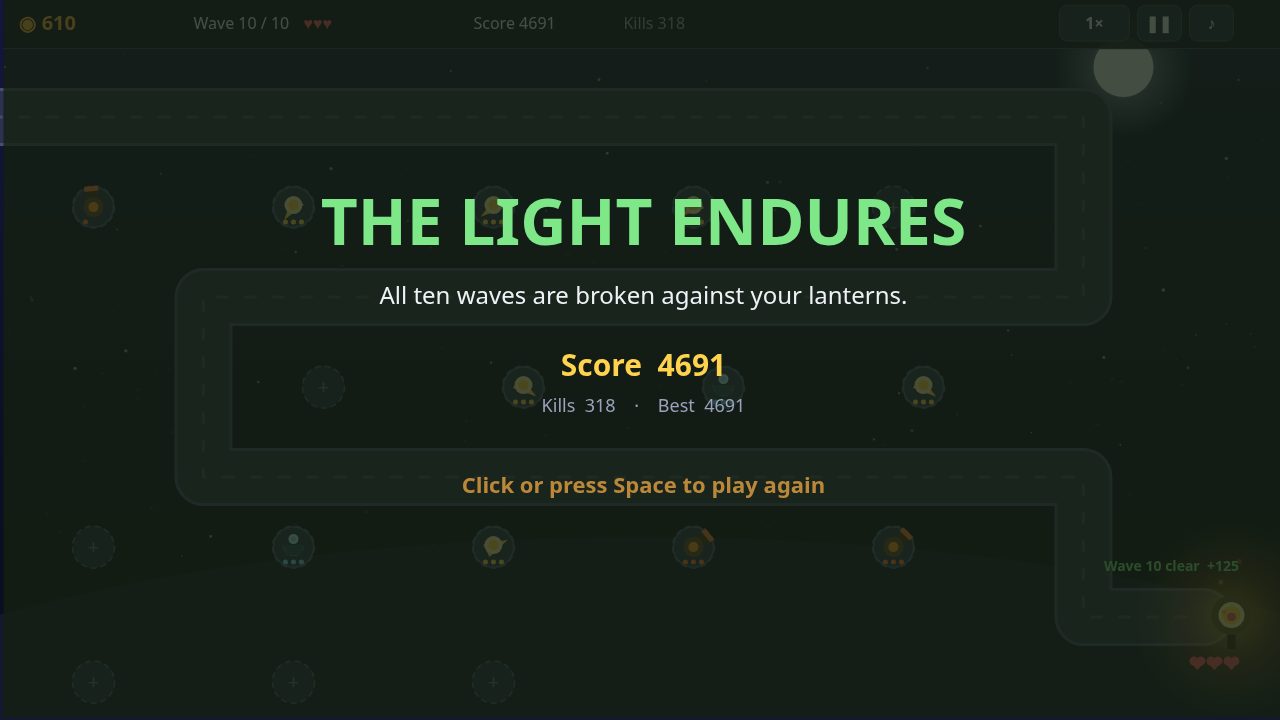 610 Wave 10 / 10 ♥♥♥ Score 4691 Kills 318 1×
THE LIGHT ENDURES
All ten waves are broken against your lanterns.
Score 4691
Kills 318 · Best 4691
Click or press Space to play again
Wave 10 clear +125